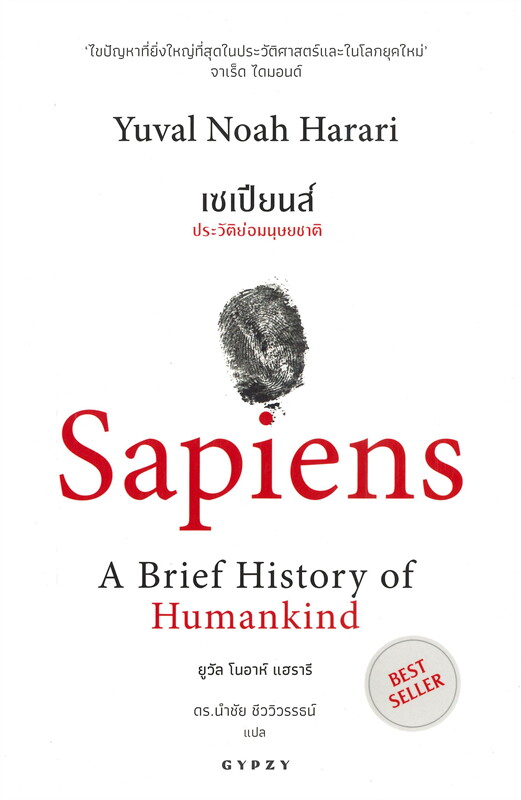 'ไขปัญหาที่ยิ่งใหญ่ที่สุดในประวัติศาสตร์และในโลกยุคใหม่'
จาเร็ด ไดมอนด์
Yuval Noah Harari
เซเปียนส์
ประวัติย่อมนุษยชาติ
Sapiens
A Brief History of
Humankind
ยูวัล โนอาห์ แฮรารี
BEST
SELLER
ดร.นำชัย ชีววิวรรธน์
แปล
GYPZY